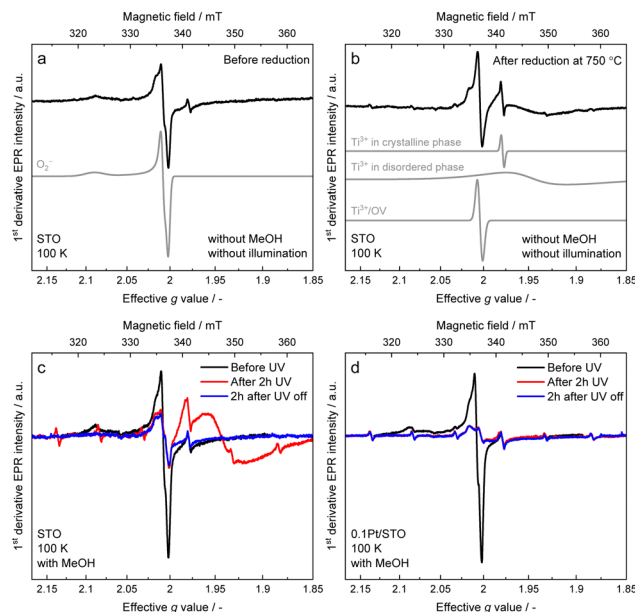 Magnetic field / mT
320 330 340 350 360
a
Before reduction
O₂⁻
STO
100 K
without MeOH
without illumination
1st derivative EPR intensity / a.u.
2.15 2.1 2.05 2 1.95 1.9 1.85
Effective g value / -
Magnetic field / mT
320 330 340 350 360
b
After reduction at 750 °C
Ti³⁺ in crystalline phase
Ti³⁺ in disordered phase
Ti³⁺/OV
STO
100 K
without MeOH
without illumination
1st derivative EPR intensity / a.u.
2.15 2.1 2.05 2 1.95 1.9 1.85
Effective g value / -
Magnetic field / mT
320 330 340 350 360
c
Before UV
After 2h UV
2h after UV off
STO
100 K
with MeOH
1st derivative EPR intensity / a.u.
2.15 2.1 2.05 2 1.95 1.9 1.85
Effective g value / -
Magnetic field / mT
320 330 340 350 360
d
Before UV
After 2h UV
2h after UV off
0.1Pt/STO
100 K
with MeOH
1st derivative EPR intensity / a.u.
2.15 2.1 2.05 2 1.95 1.9 1.85
Effective g value / -